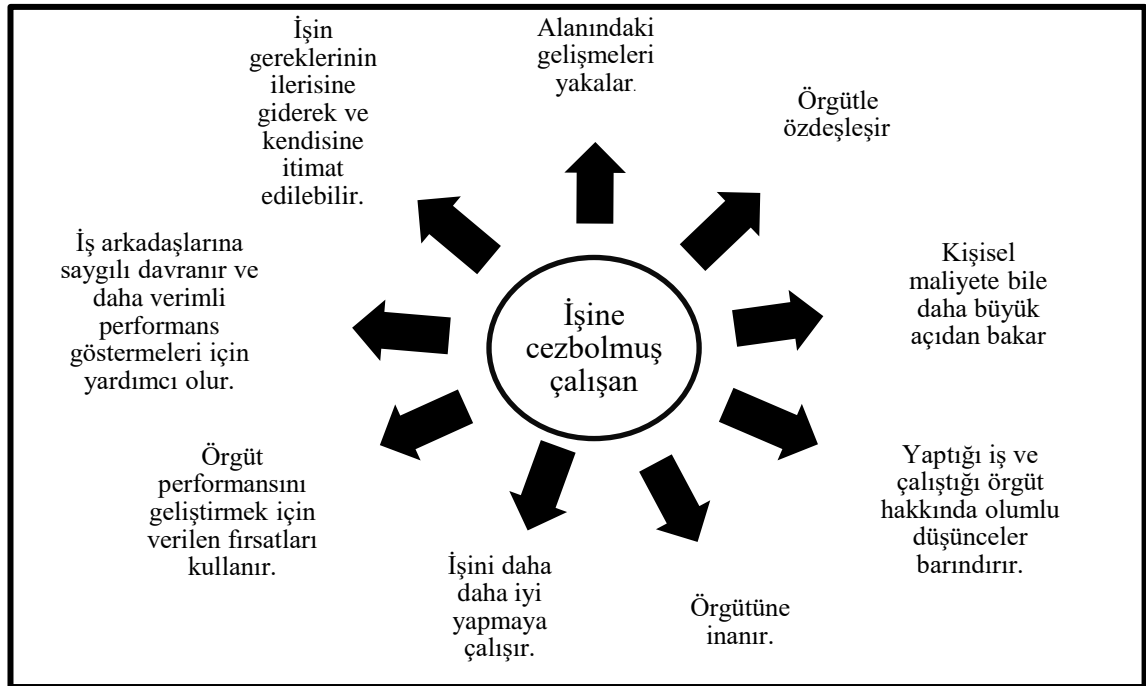 Alanındaki
gelişmeleri
yakalar.
Örgütle
özdeşleşir
Kişisel
maliyete bile
daha büyük
açıdan bakar
Yaptığı iş ve
çalıştığı örgüt
hakkında olumlu
düşünceler
barındırır.
Örgütüne
inanır.
İşini daha
daha iyi
yapmaya
çalışır.
Örgüt
performansını
geliştirmek için
verilen fırsatları
kullanır.
İş arkadaşlarına
saygılı davranır ve
daha verimli
performans
göstermeleri için
yardımcı olur.
İşin
gereklerinin
ilerisine
giderek ve
kendisine
itimat
edilebilir.
İşine
cezbolmuş
çalışan